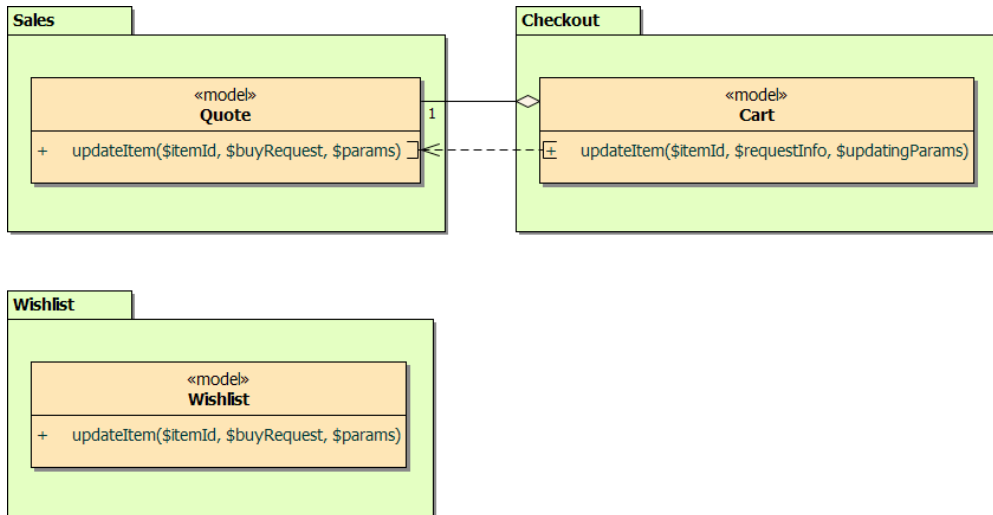 Sales
«model»
Quote
+ updateItem($itemId, $buyRequest, $params)
1
Checkout
«model»
Cart
+ updateItem($itemId, $requestInfo, $updatingParams)
Wishlist
«model»
Wishlist
+ updateItem($itemId, $buyRequest, $params)